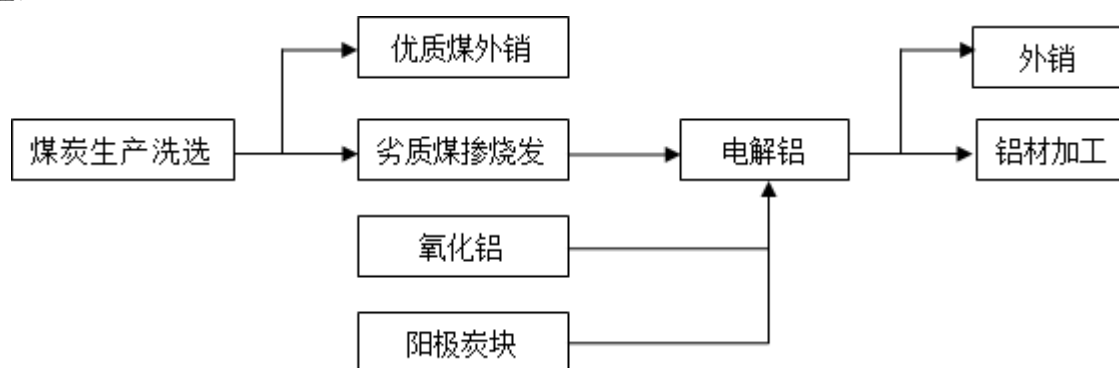 优质煤外销
外销
煤炭生产洗选
劣质煤掺烧发
电解铝
铝材加工
氧化铝
阳极炭块